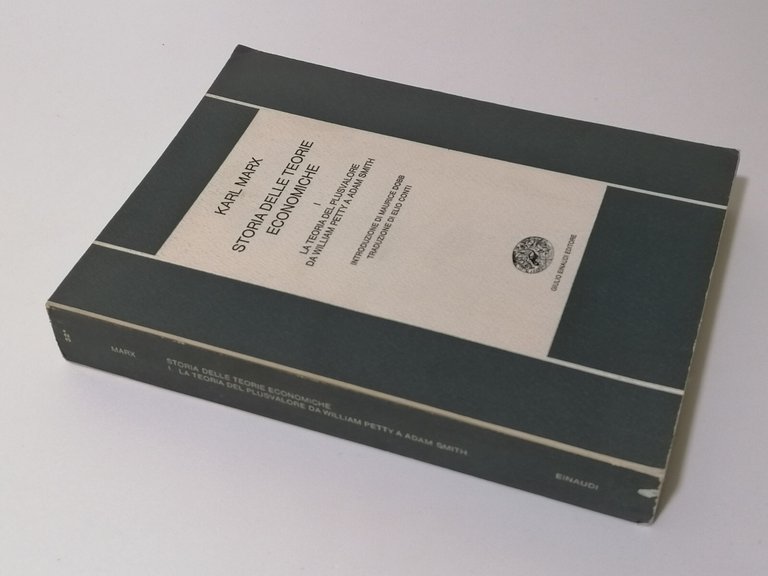 KARL MARX
STORIA DELLE TEORIE
ECONOMICHE
I
LA TEORIA DEL PLUSVALORE
DA WILLIAM PETTY A ADAM SMITH
INTRODUZIONE DI MAURICE DOBB
TRADUZIONE DI ELIO CONTI
GIULIO EINAUDI EDITORE
MARX
STORIA DELLE TEORIE ECONOMICHE
I. LA TEORIA DEL PLUSVALORE DA WILLIAM PETTY A ADAM SMITH
EINAUDI